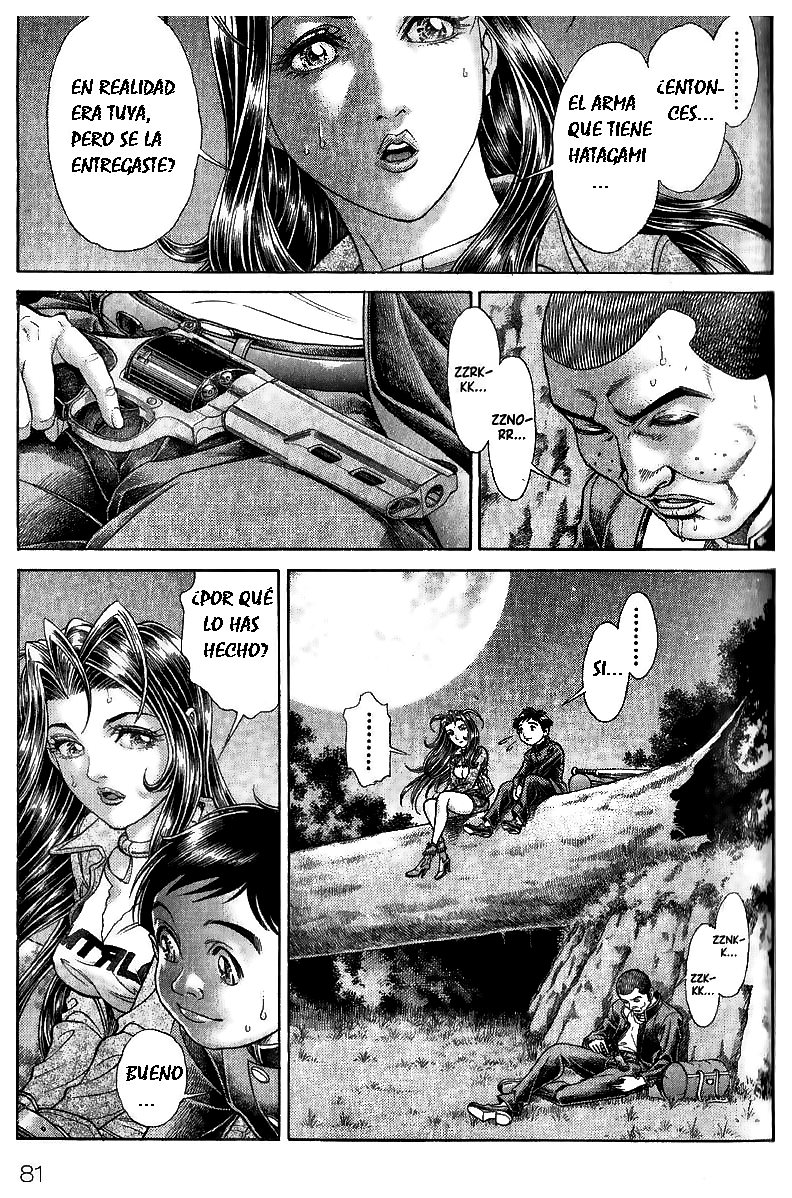 ¿ENTON-
CES...
EL ARMA
QUE TIENE
HATAGAMI
...
EN REALIDAD
ERA TUYA,
PERO SE LA
ENTREGASTE?
ZZNO-
RR...
ZZRK-
KK...
¿POR QUÉ
LO HAS
HECHO?
BUENO
...
SI...
ZZNK-
K...
ZZK-
KK...
81